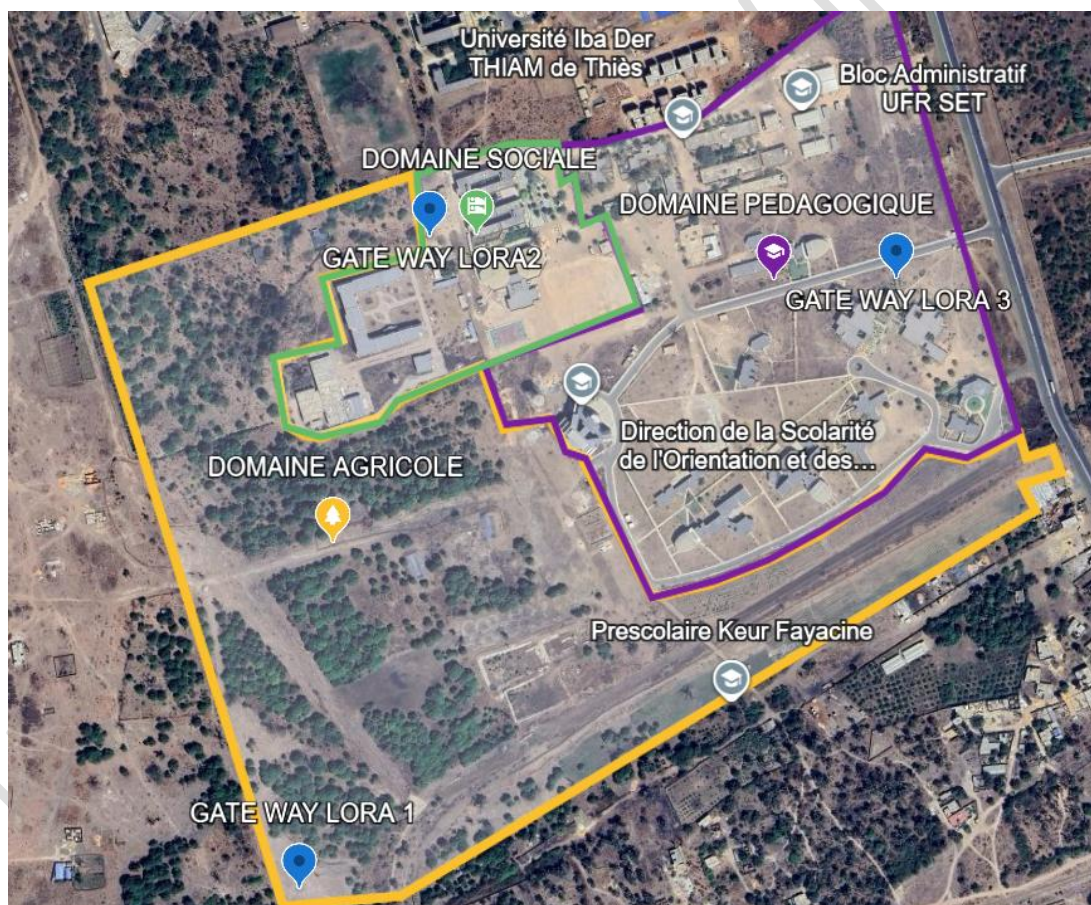 Université Iba Der
THIAM de Thiès
Bloc Administratif
UFR SET
DOMAINE SOCIALE
DOMAINE PEDAGOGIQUE
GATE WAY LORA2
GATE WAY LORA 3
Direction de la Scolarité
de l'Orientation et des...
DOMAINE AGRICOLE
Prescolaire Keur Fayacine
GATE WAY LORA 1